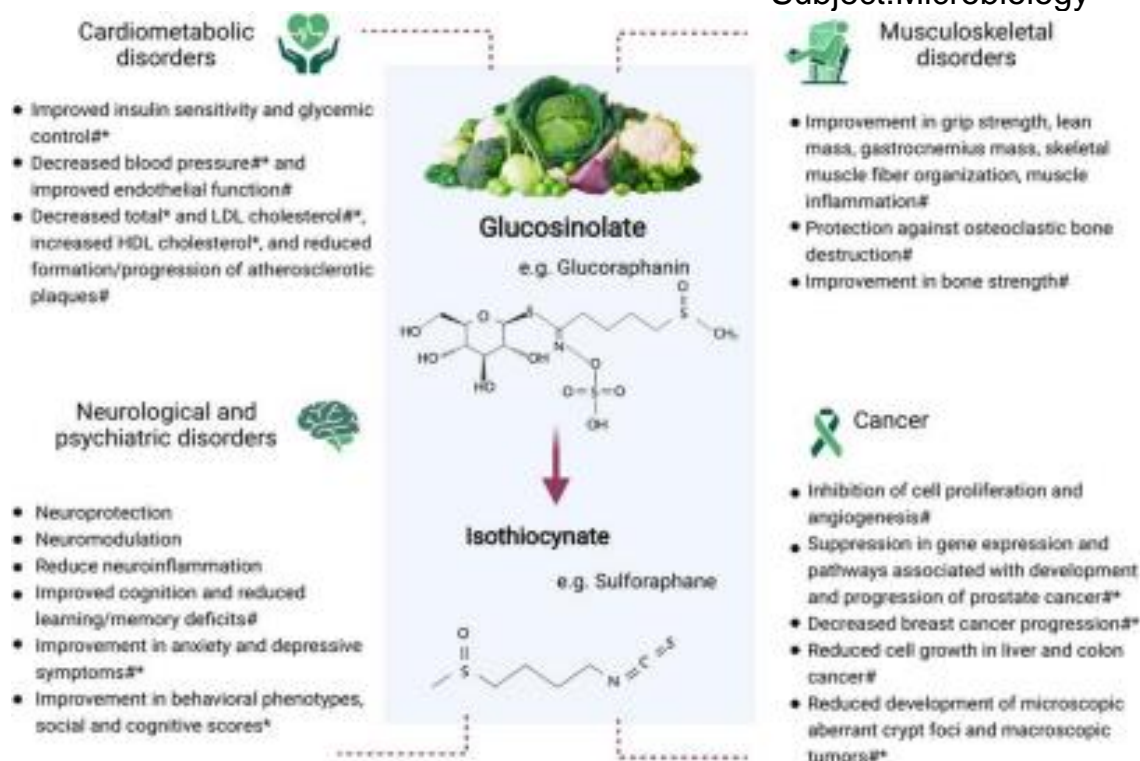 Subject:Microbiology
Cardiometabolic
disorders
• Improved insulin sensitivity and glycemic
control#*
• Decreased blood pressure#* and
improved endothelial function#
• Decreased total* and LDL cholesterol#*,
increased HDL cholesterol*, and reduced
formation/progression of atherosclerotic
plaques#
Neurological and
psychiatric disorders
• Neuroprotection
• Neuromodulation
• Reduce neuroinflammation
• Improved cognition and reduced
learning/memory deficits#
• Improvement in anxiety and depressive
symptoms#*
• Improvement in behavioral phenotypes,
social and cognitive scores*
Glucosinolate
e.g. Glucoraphanin
O
S
CH₃
O
S
N
O
HO
HO
OH
HO
O=S=O
OH
Isothiocynate
e.g. Sulforaphane
O
S
N
C
S
Musculoskeletal
disorders
• Improvement in grip strength, lean
mass, gastrocnemius mass, skeletal
muscle fiber organization, muscle
inflammation#
• Protection against osteoclastic bone
destruction#
• Improvement in bone strength#
Cancer
• Inhibition of cell proliferation and
angiogenesis#
• Suppression in gene expression and
pathways associated with development
and progression of prostate cancer#*
• Decreased breast cancer progression#*
• Reduced cell growth in liver and colon
cancer#
• Reduced development of microscopic
aberrant crypt foci and macroscopic
tumors#*